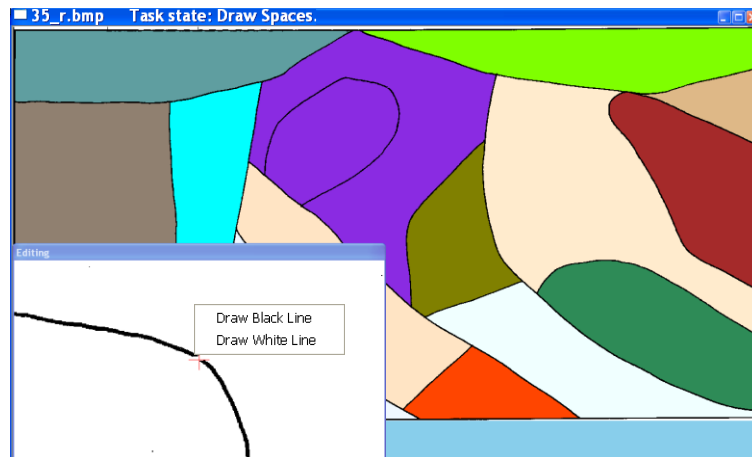 35_r.bmp Task state: Draw Spaces.
Editing
Draw Black Line
Draw White Line